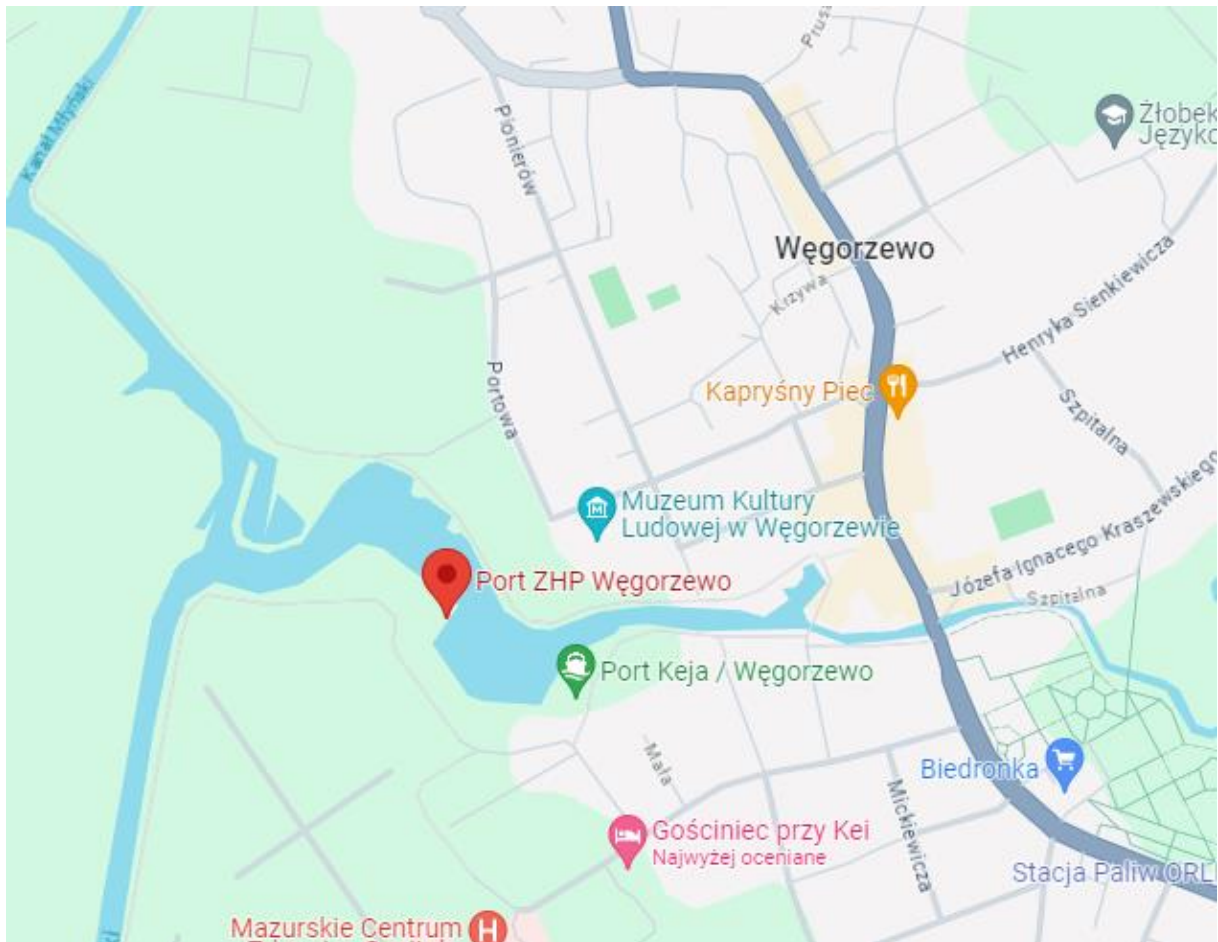 Prus
Kanał Młyński
Pionierów
Żłobek
Języko
Węgorzewo
Krzywa
Henryka Sienkiewicza
Portowa
Kapryśny Piec
Szpitalna
Muzeum Kultury
Ludowej w Węgorzewie
Józefa Ignacego Kraszewskiego
Port ZHP Węgorzewo
Szpitalna
Port Keja / Węgorzewo
Mała
Biedronka
Mickiewicza
Gościniec przy Kei
Najwyżej oceniane
Stacja Paliw ORL
Mazurskie Centrum
H